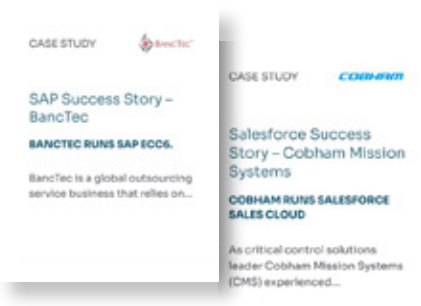 CASE STUDY
BancTec
SAP Success Story –
BancTec
BANCTEC RUNS SAP ECC6.
BancTec is a global outsourcing
service business that relies on...
CASE STUDY
COBHAM
Salesforce Success
Story – Cobham Mission
Systems
COBHAM RUNS SALESFORCE
SALES CLOUD
As critical control solutions
leader Cobham Mission Systems
(CMS) experienced...